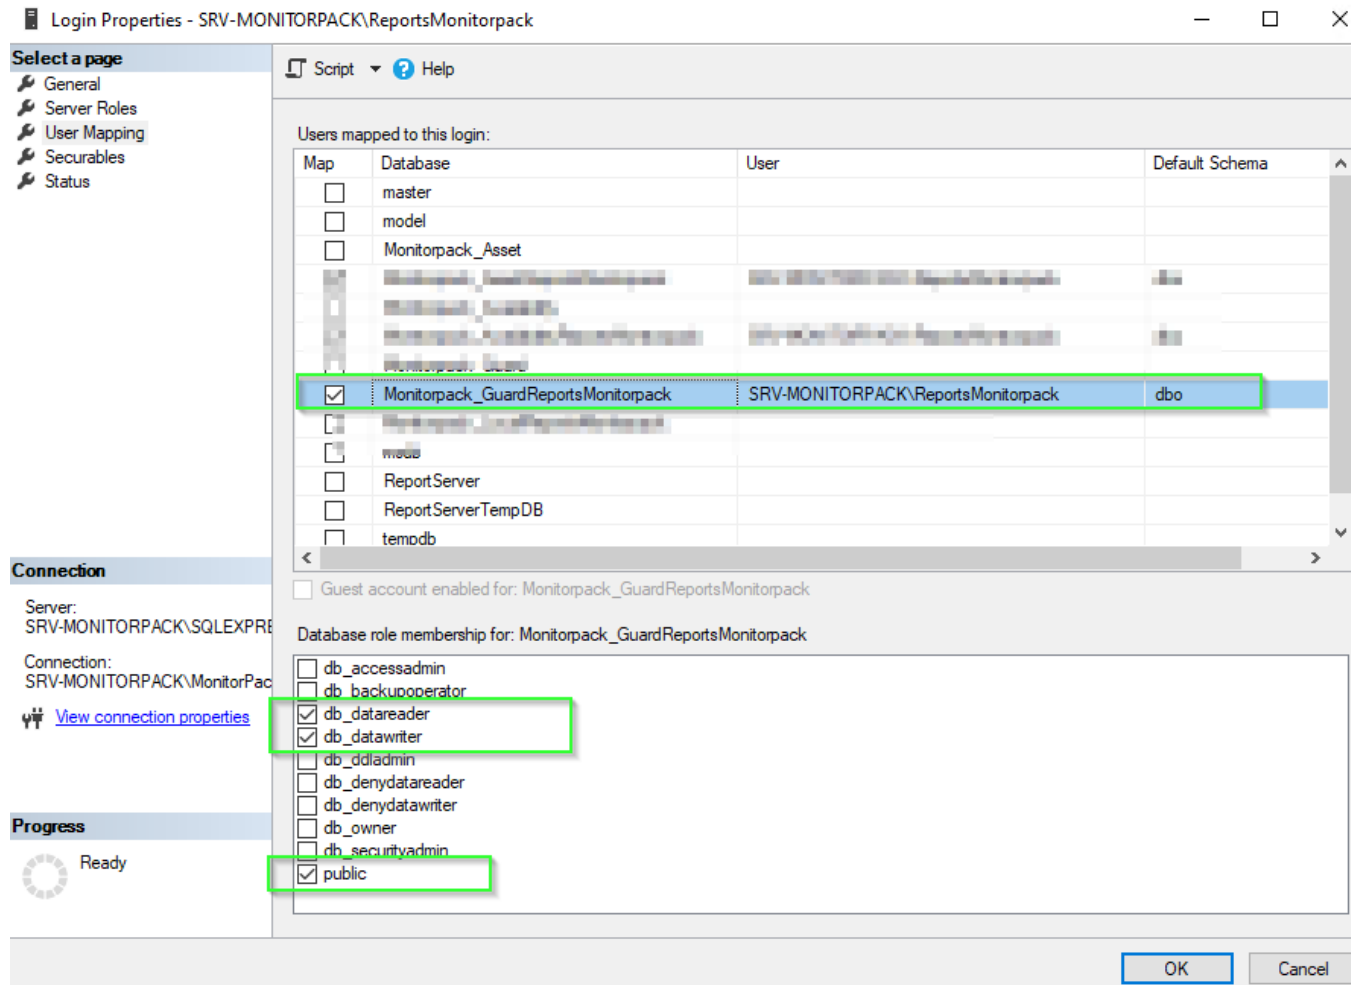 Login Properties - SRV-MONITORPACK\ReportsMonitorpack
Select a page
General
Server Roles
User Mapping
Securables
Status
Script Help
Users mapped to this login:
Map Database User Default Schema
master
model
Monitorpack_Asset
Monitorpack_GuardReportsMonitorpack SRV-MONITORPACK\ReportsMonitorpack dbo
msdb
ReportServer
ReportServerTempDB
tempdb
Guest account enabled for: Monitorpack_GuardReportsMonitorpack
Database role membership for: Monitorpack_GuardReportsMonitorpack
db_accessadmin
db_backupoperator
db_datareader
db_datawriter
db_ddladmin
db_denydatareader
db_denydatawriter
db_owner
db_securityadmin
public
Connection
Server:
SRV-MONITORPACK\SQLEXPRE
Connection:
SRV-MONITORPACK\MonitorPac
View connection properties
Progress
Ready
OK Cancel